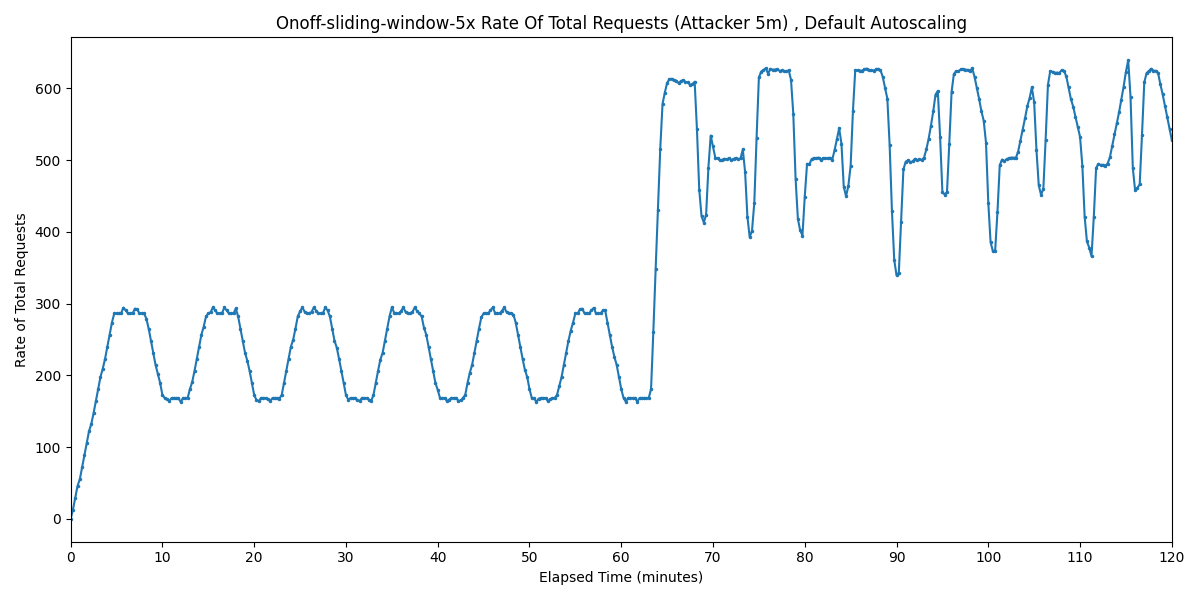 Onoff-sliding-window-5x Rate Of Total Requests (Attacker 5m) , Default Autoscaling
600
500
400
300
200
100
0
Rate of Total Requests
0 10 20 30 40 50 60 70 80 90 100 110 120
Elapsed Time (minutes)